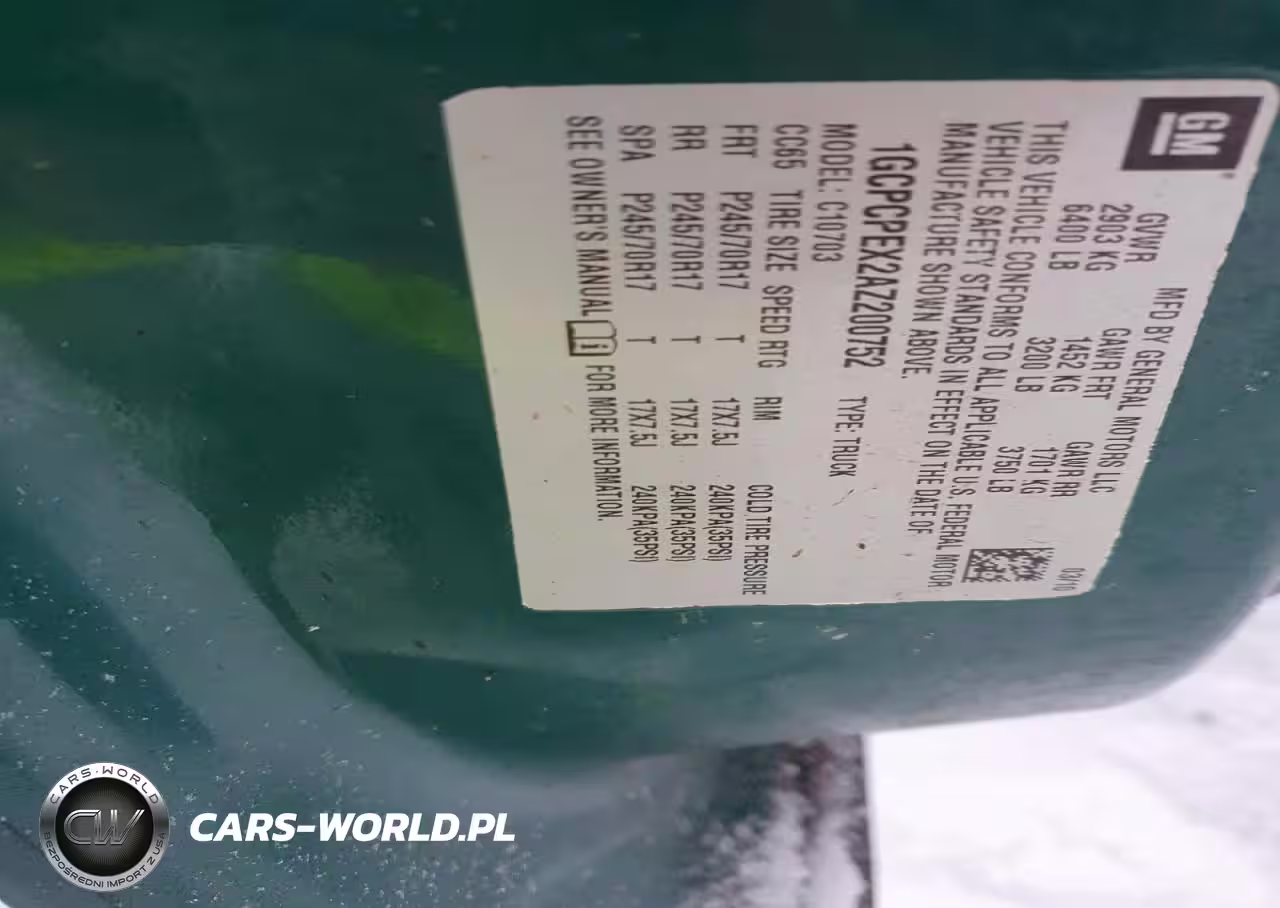 GM
MFD BY GENERAL MOTORS LLC 03/10
GVWR GAWR FRT GAWR RR
2903 KG 1452 KG 1701 KG
6400 LB 3200 LB 3750 LB
THIS VEHICLE CONFORMS TO ALL APPLICABLE U.S. FEDERAL MOTOR
VEHICLE SAFETY STANDARDS IN EFFECT ON THE DATE OF
MANUFACTURE SHOWN ABOVE.
1GCPCPEX2AZ200752 TYPE: TRUCK
MODEL: C10703
CC65 TIRE SIZE SPEED RTG RIM COLD TIRE PRESSURE
FRT P245/70R17 T 17X7.5J 240KPA(35PSI)
RR P245/70R17 T 17X7.5J 240KPA(35PSI)
SPA P245/70R17 T 17X7.5J 240KPA(35PSI)
SEE OWNER'S MANUAL FOR MORE INFORMATION.
CARS-WORLD
CW
BEZPOŚREDNI IMPORT Z USA
CARS-WORLD.PL